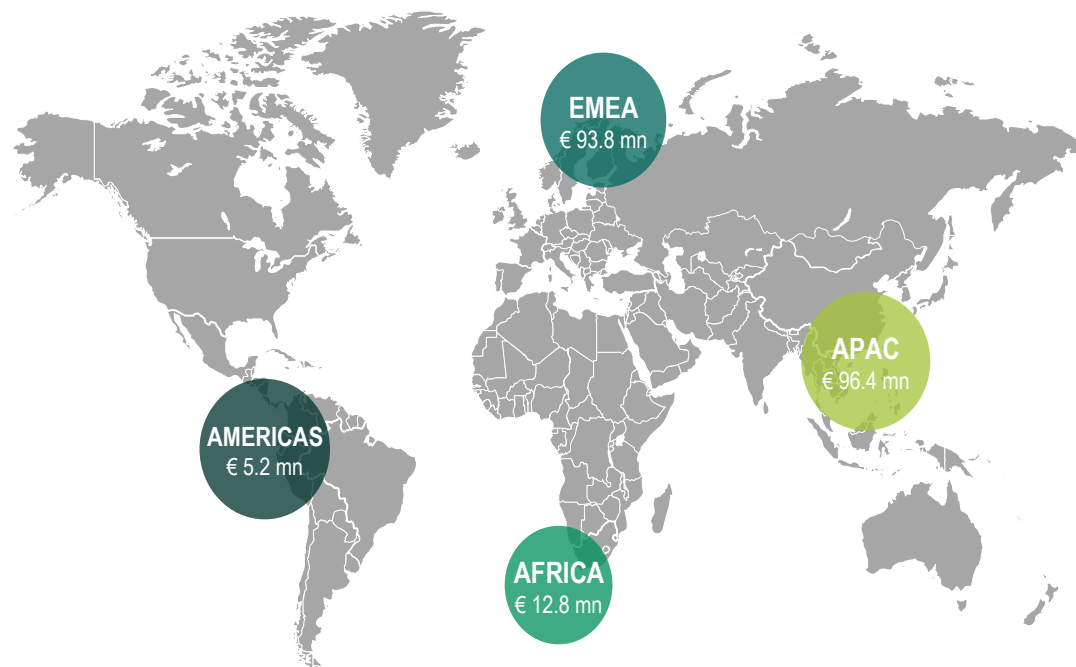 EMEA
€ 93.8 mn
APAC
€ 96.4 mn
AMERICAS
€ 5.2 mn
AFRICA
€ 12.8 mn